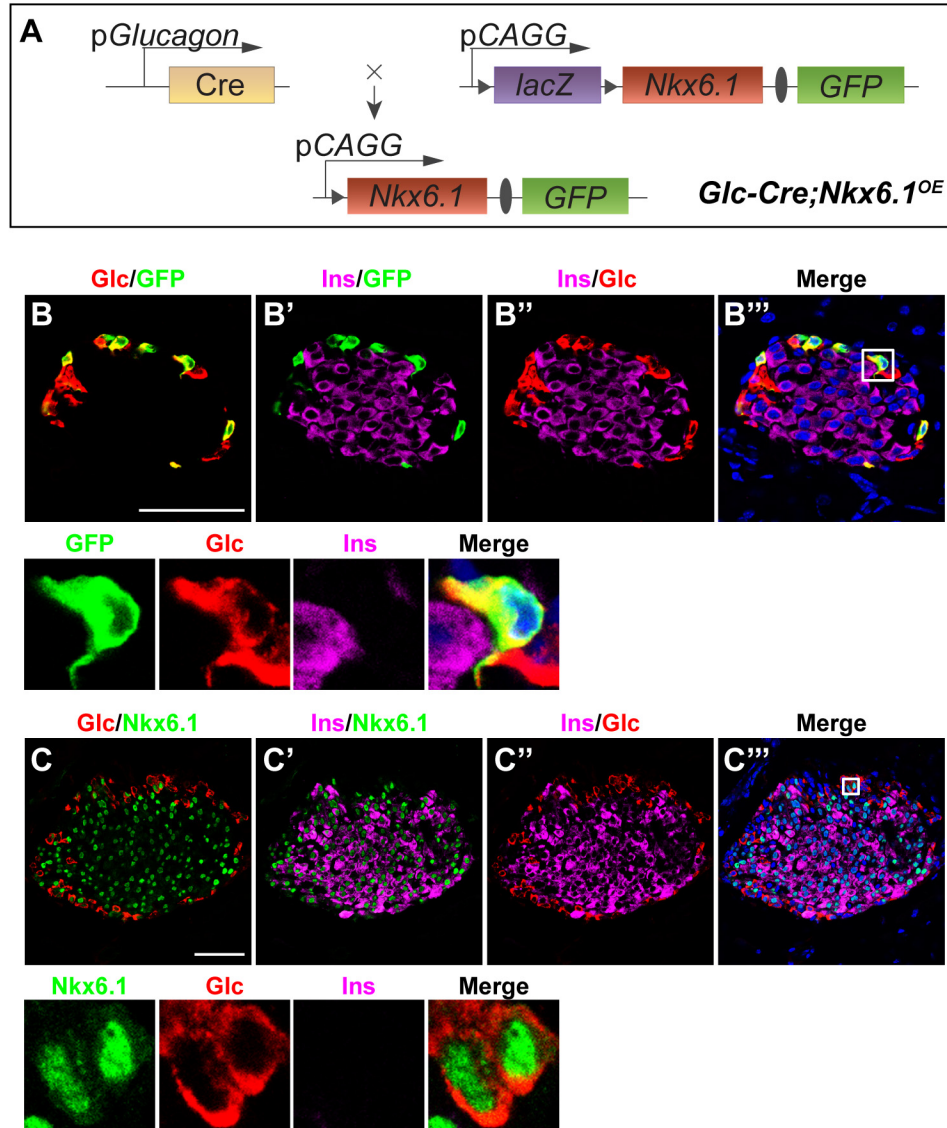 A
pGlucagon
Cre
×
pCAGG
lacZ
Nkx6.1
GFP
pCAGG
Nkx6.1
GFP
Glc-Cre;Nkx6.1OE
Glc/GFP Ins/GFP Ins/Glc Merge
B B' B" B"'
GFP Glc Ins Merge
Glc/Nkx6.1 Ins/Nkx6.1 Ins/Glc Merge
C C' C" C"'
Nkx6.1 Glc Ins Merge